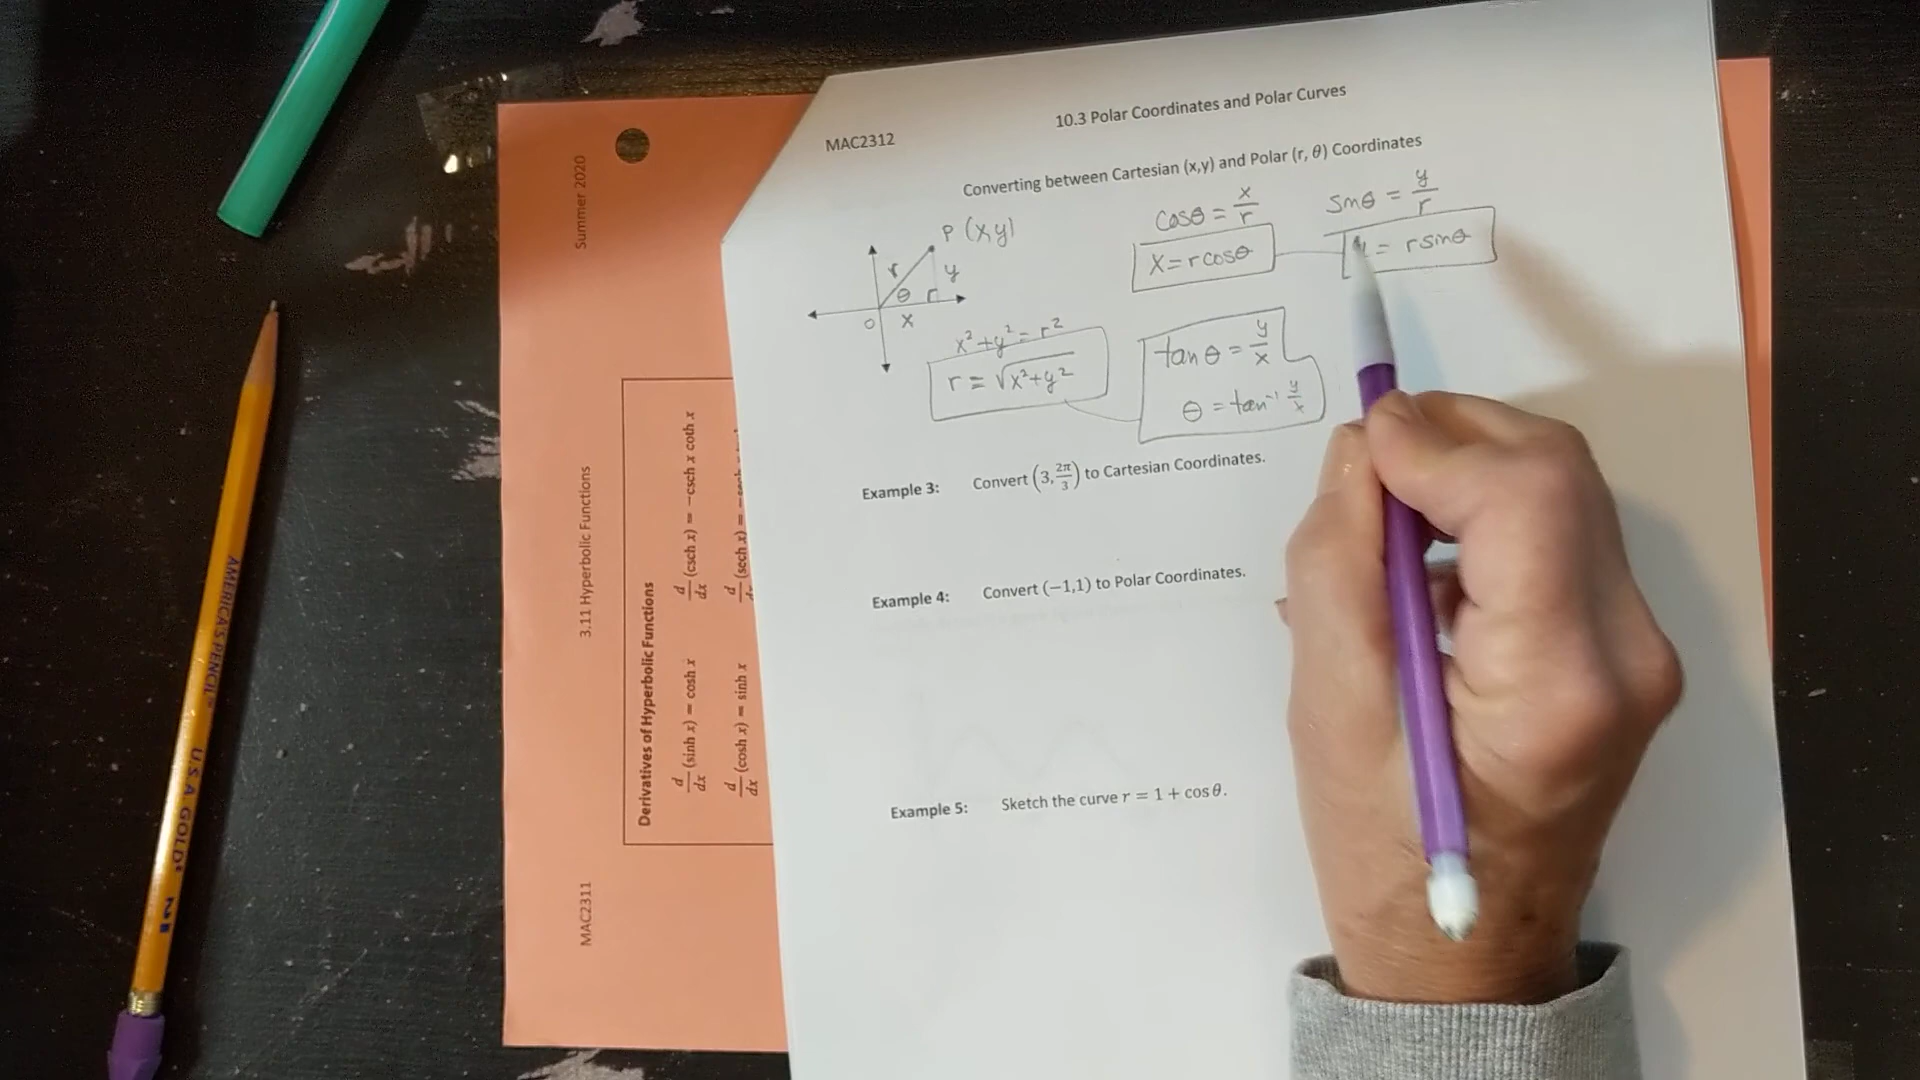 MAC2312
10.3 Polar Coordinates and Polar Curves
Converting between Cartesian (x,y) and Polar (r, θ) Coordinates
P (x,y)
r
y
θ
O
x
cosθ = x/r
sinθ = y/r
x = r cosθ
= r sinθ
x² + y² = r²
r = √x²+y²
tan θ = y/x
θ = tan⁻¹ y/x
Example 3: Convert (3, 2π/3) to Cartesian Coordinates.
Example 4: Convert (−1,1) to Polar Coordinates.
Example 5: Sketch the curve r = 1 + cos θ.
MAC2311
3.11 Hyperbolic Functions
Summer 2020
Derivatives of Hyperbolic Functions
d/dx (sinh x) = cosh x
d/dx (csch x) = −csch x coth x
d/dx (cosh x) = sinh x
(sech x) =
AMERICA'S PENCIL
U.S.A. GOLD